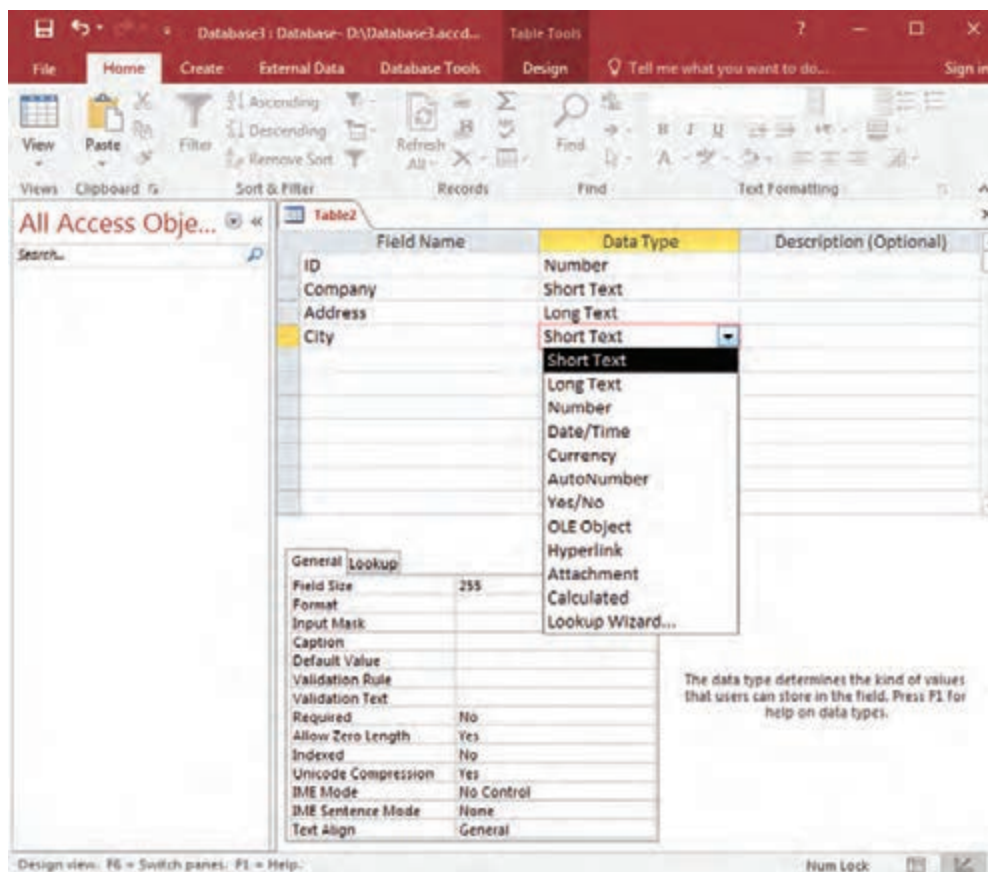 Database3 : Database- D:\Database3.accd... Table Tools ?
File Home Create External Data Database Tools Design Tell me what you want to do... Sign in
View Paste Filter Ascending Descending Remove Sort Refresh All Find
B I U
A
Views Clipboard Sort & Filter Records Find Text Formatting
All Access Obje...
Search..
Table2
Field Name Data Type Description (Optional)
ID Number
Company Short Text
Address Long Text
City Short Text
Short Text
Long Text
Number
Date/Time
Currency
AutoNumber
Yes/No
OLE Object
Hyperlink
Attachment
Calculated
Lookup Wizard...
General Lookup
Field Size 255
Format
Input Mask
Caption
Default Value
Validation Rule
Validation Text
Required No
Allow Zero Length Yes
Indexed No
Unicode Compression Yes
IME Mode No Control
IME Sentence Mode None
Text Align General
The data type determines the kind of values
that users can store in the field. Press F1 for
help on data types.
Design view. F6 = Switch panes. F1 = Help. Num Lock